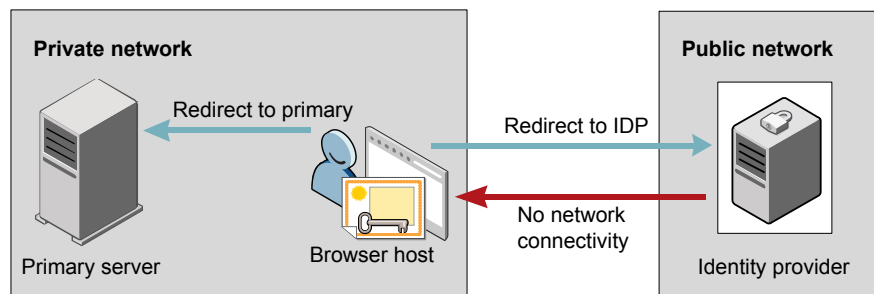 Private network
Public network
Redirect to primary
Redirect to IDP
No network
connectivity
Primary server
Browser host
Identity provider